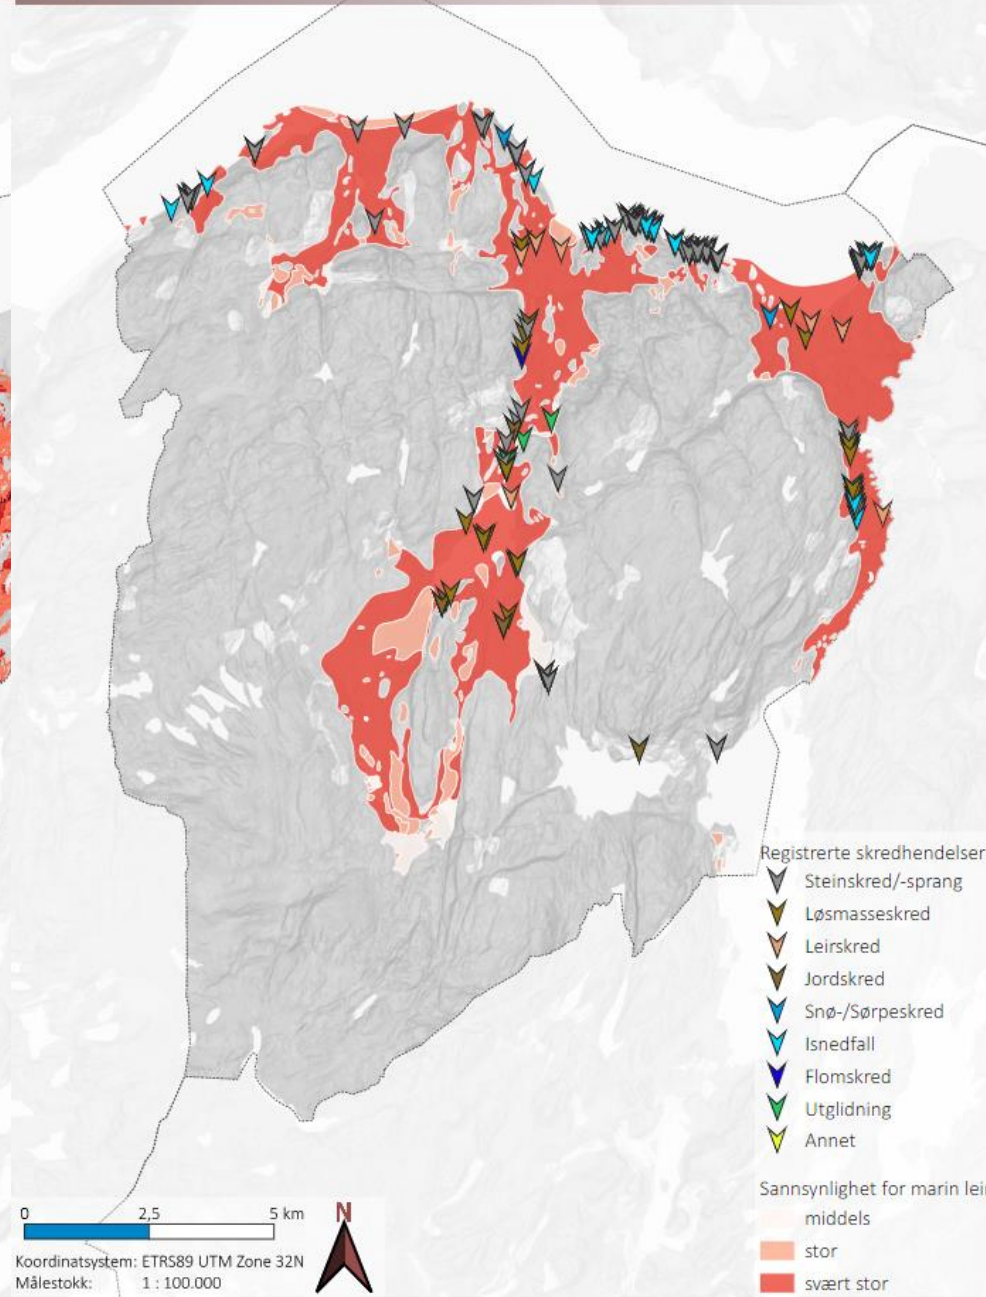 Registrerte skredhendelser
Steinskred/-sprang
Løsmasseskred
Leirskred
Jordskred
Snø-/Sørpeskred
Isnedfall
Flomskred
Utglidning
Annet
Sannsynlighet for marin lei
middels
stor
svært stor
0 2,5 5 km
N
Koordinatsystem: ETRS89 UTM Zone 32N
Målestokk: 1 : 100.000